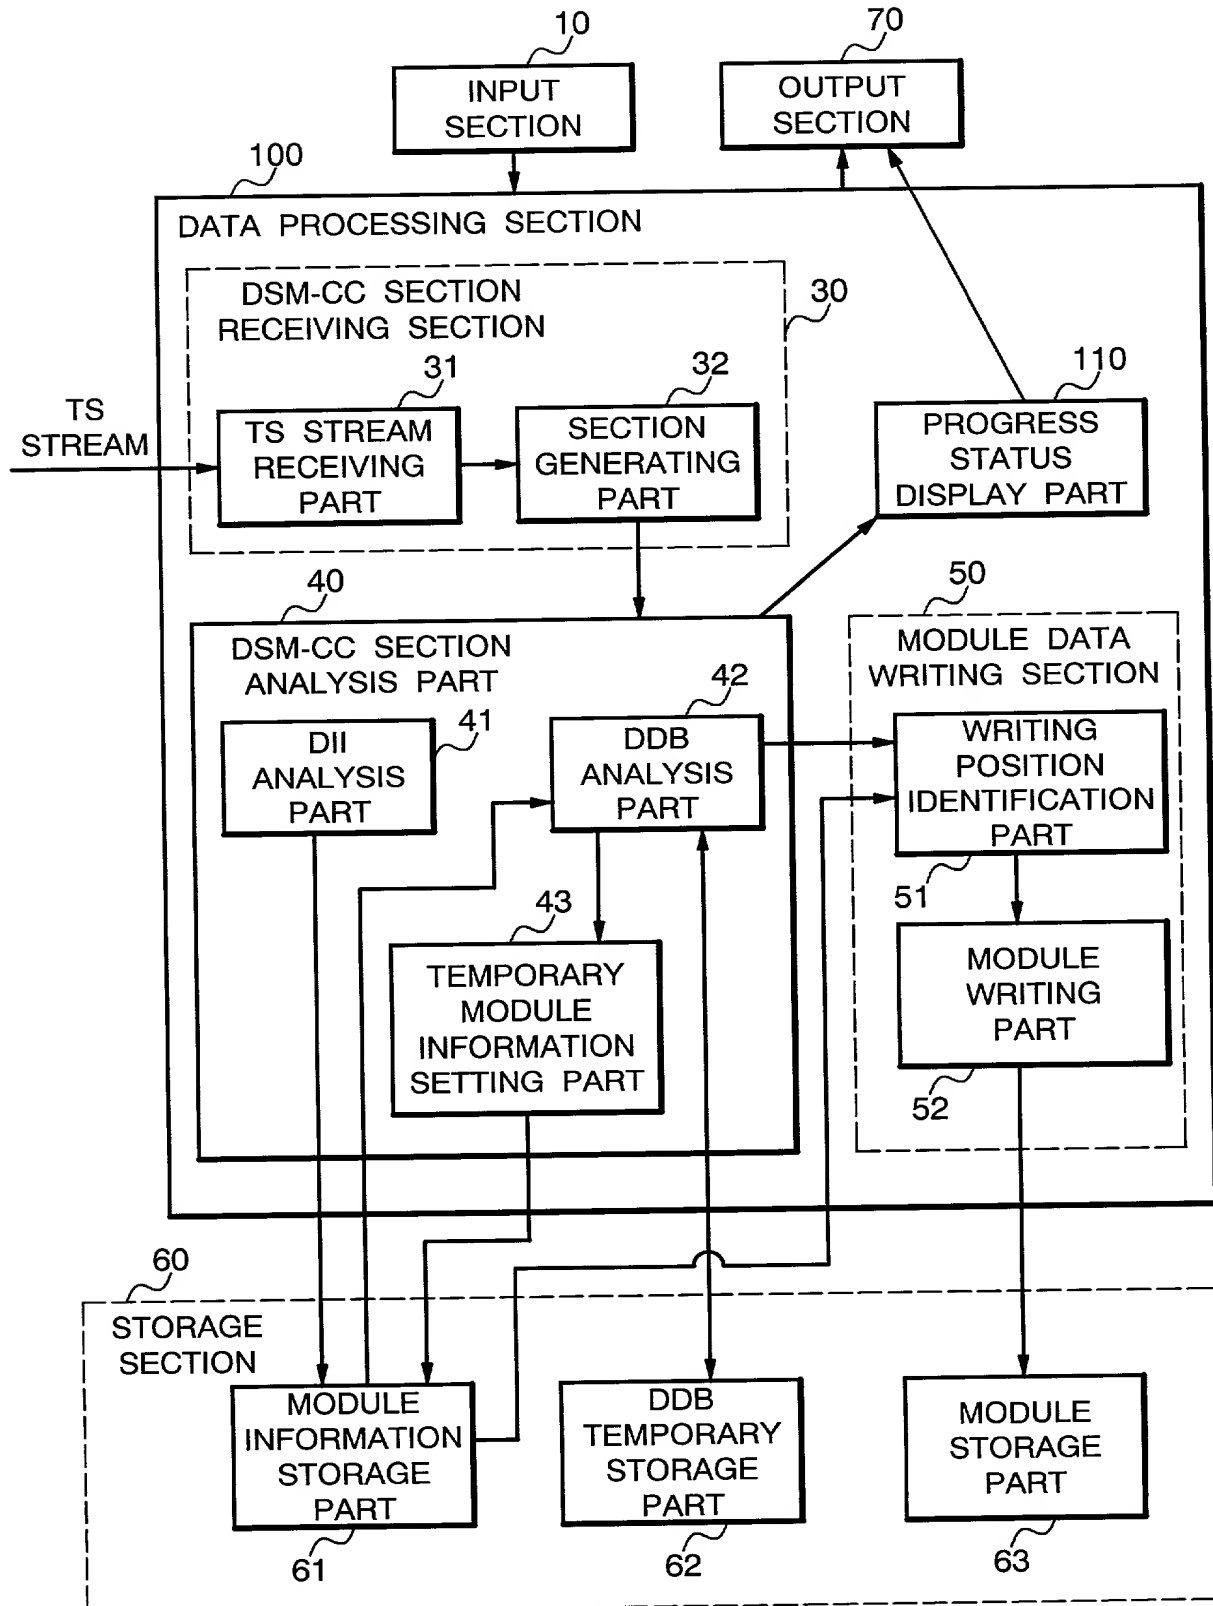 10
INPUT
SECTION
70
OUTPUT
SECTION
100
DATA PROCESSING SECTION
DSM-CC SECTION
RECEIVING SECTION
30
TS
STREAM
31
TS STREAM
RECEIVING
PART
32
SECTION
GENERATING
PART
110
PROGRESS
STATUS
DISPLAY PART
40
DSM-CC SECTION
ANALYSIS PART
41
DII
ANALYSIS
PART
42
DDB
ANALYSIS
PART
43
TEMPORARY
MODULE
INFORMATION
SETTING PART
50
MODULE DATA
WRITING SECTION
WRITING
POSITION
IDENTIFICATION
PART
51
MODULE
WRITING
PART
52
60
STORAGE
SECTION
MODULE
INFORMATION
STORAGE
PART
61
DDB
TEMPORARY
STORAGE
PART
62
MODULE
STORAGE
PART
63